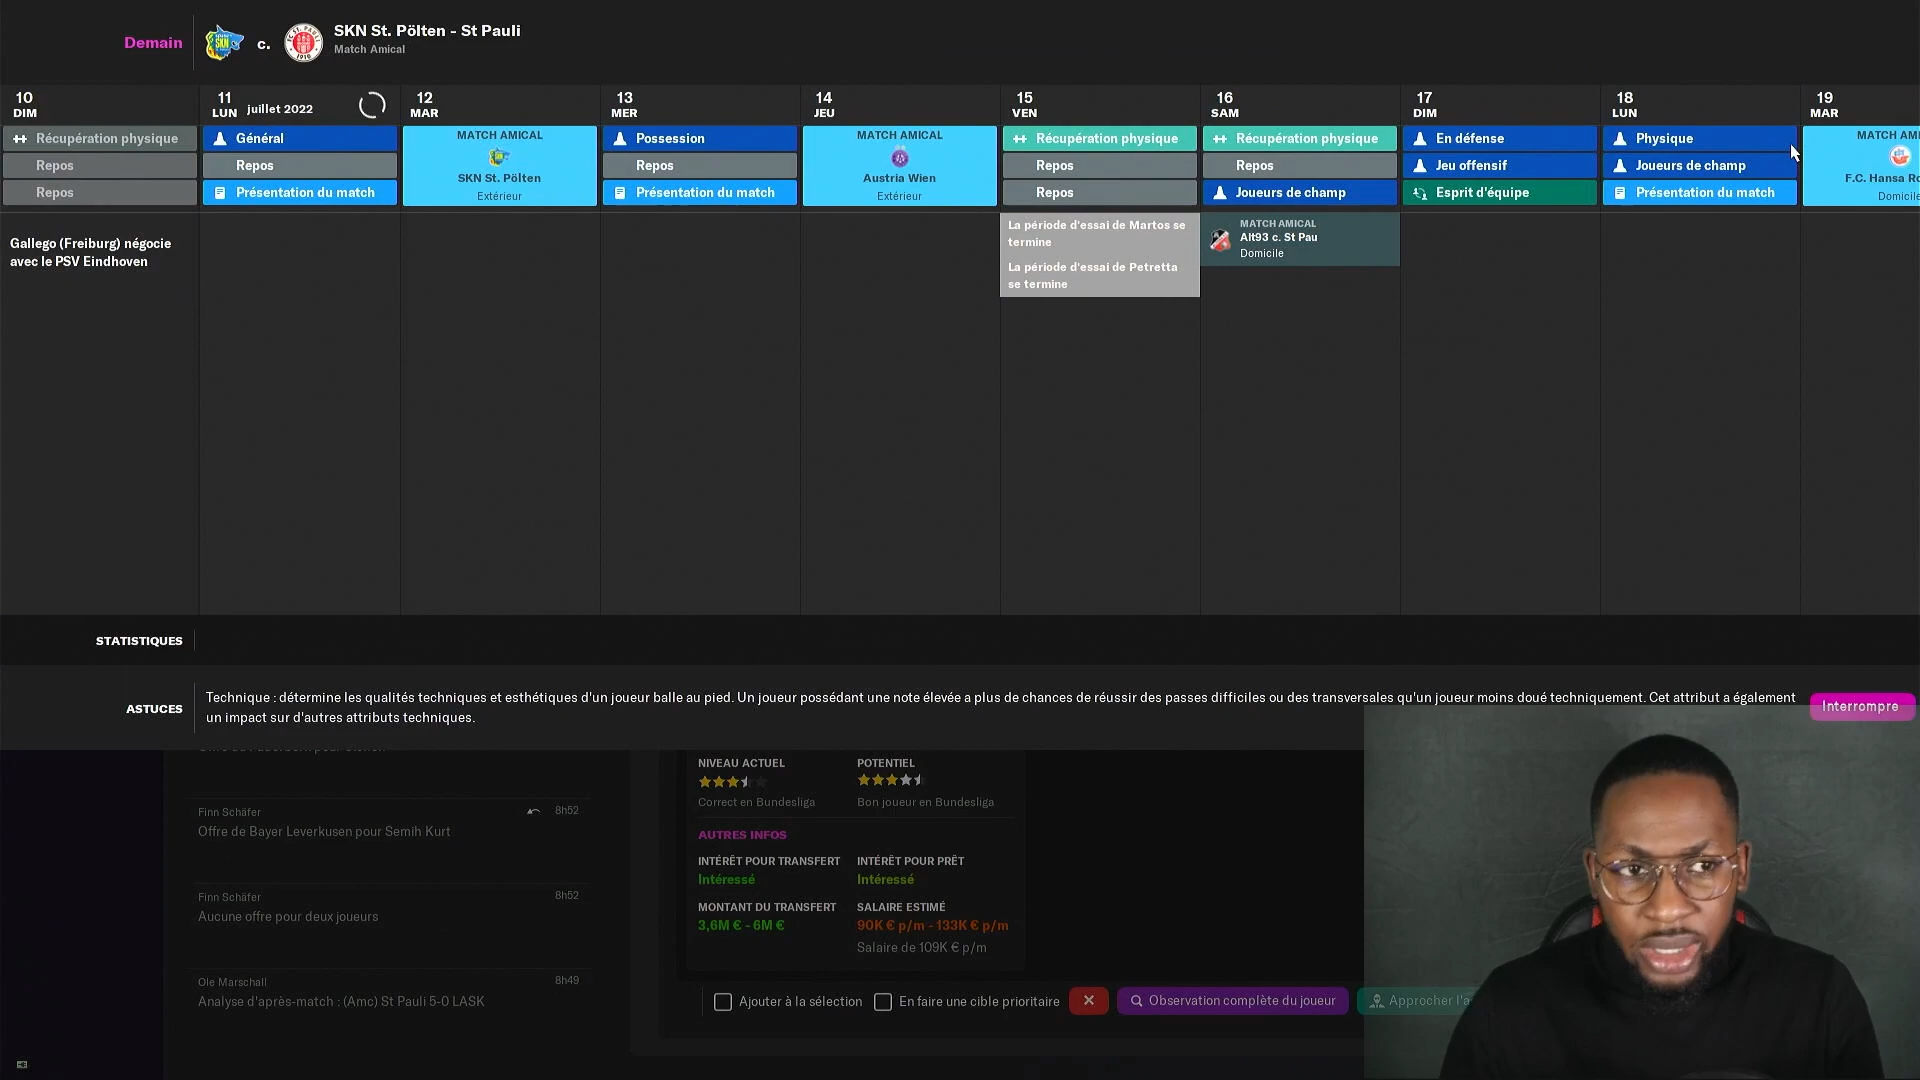 Demain
c.
SKN St. Pölten - St Pauli
Match Amical
10
DIM
11
LUN juillet 2022
12
MAR
13
MER
14
JEU
15
VEN
16
SAM
17
DIM
18
LUN
19
MAR
Récupération physique
Repos
Repos
Général
Repos
Présentation du match
MATCH AMICAL
SKN St. Pölten
Extérieur
Possession
Repos
Présentation du match
MATCH AMICAL
Austria Wien
Extérieur
Récupération physique
Repos
Repos
Récupération physique
Repos
Joueurs de champ
En défense
Jeu offensif
Esprit d'équipe
Physique
Joueurs de champ
Présentation du match
MATCH AMI
F.C. Hansa Ro
Domicile
Gallego (Freiburg) négocie
avec le PSV Eindhoven
La période d'essai de Martos se
termine
La période d'essai de Petretta
se termine
MATCH AMICAL
Alt93 c. St Pau
Domicile
STATISTIQUES
ASTUCES
Technique : détermine les qualités techniques et esthétiques d'un joueur balle au pied. Un joueur possédant une note élevée a plus de chances de réussir des passes difficiles ou des transversales qu'un joueur moins doué techniquement. Cet attribut a également
un impact sur d'autres attributs techniques.
Interrompre
Finn Schäfer
8h52
Offre de Bayer Leverkusen pour Semih Kurt
Finn Schäfer
8h52
Aucune offre pour deux joueurs
Ole Marschall
8h49
Analyse d'après-match : (Amc) St Pauli 5-0 LASK
NIVEAU ACTUEL
POTENTIEL
Correct en Bundesliga
Bon joueur en Bundesliga
AUTRES INFOS
INTÉRÊT POUR TRANSFERT
INTÉRÊT POUR PRÊT
Intéressé
Intéressé
MONTANT DU TRANSFERT
SALAIRE ESTIMÉ
3,6M € - 6M €
90K € p/m - 133K € p/m
Salaire de 109K € p/m
Ajouter à la sélection
En faire une cible prioritaire
Observation complète du joueur
Approcher l'a